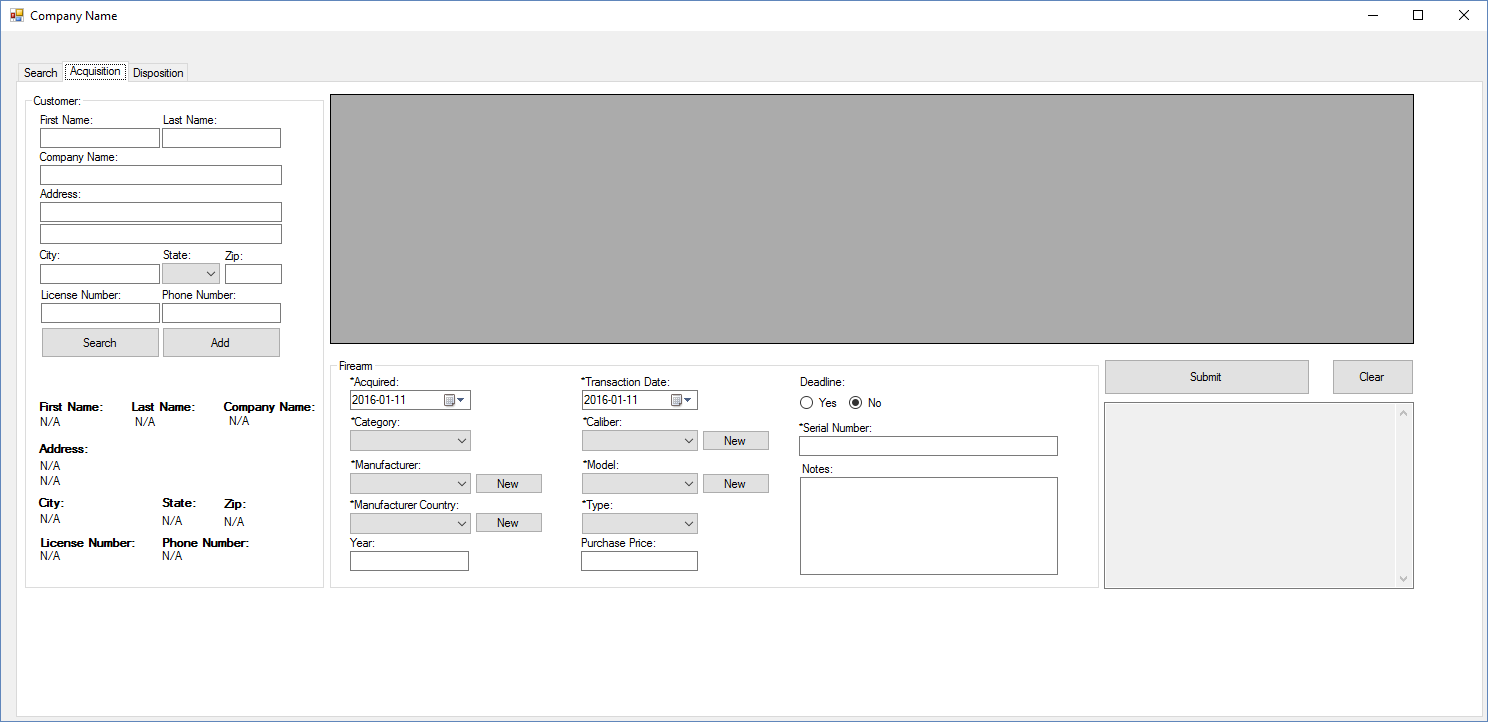 Company Name
Search Acquisition Disposition
Customer:
First Name: Last Name:
Company Name:
Address:
City: State: Zip:
License Number: Phone Number:
Search Add
First Name: Last Name: Company Name:
N/A N/A N/A
Address:
N/A
N/A
City: State: Zip:
N/A N/A N/A
License Number: Phone Number:
N/A N/A
Firearm
*Acquired: *Transaction Date: Deadline:
2016-01-11 2016-01-11 Yes No
*Category: *Caliber: *Serial Number:
New
*Manufacturer: *Model: Notes:
New New
*Manufacturer Country: *Type:
New
Year: Purchase Price:
Submit Clear